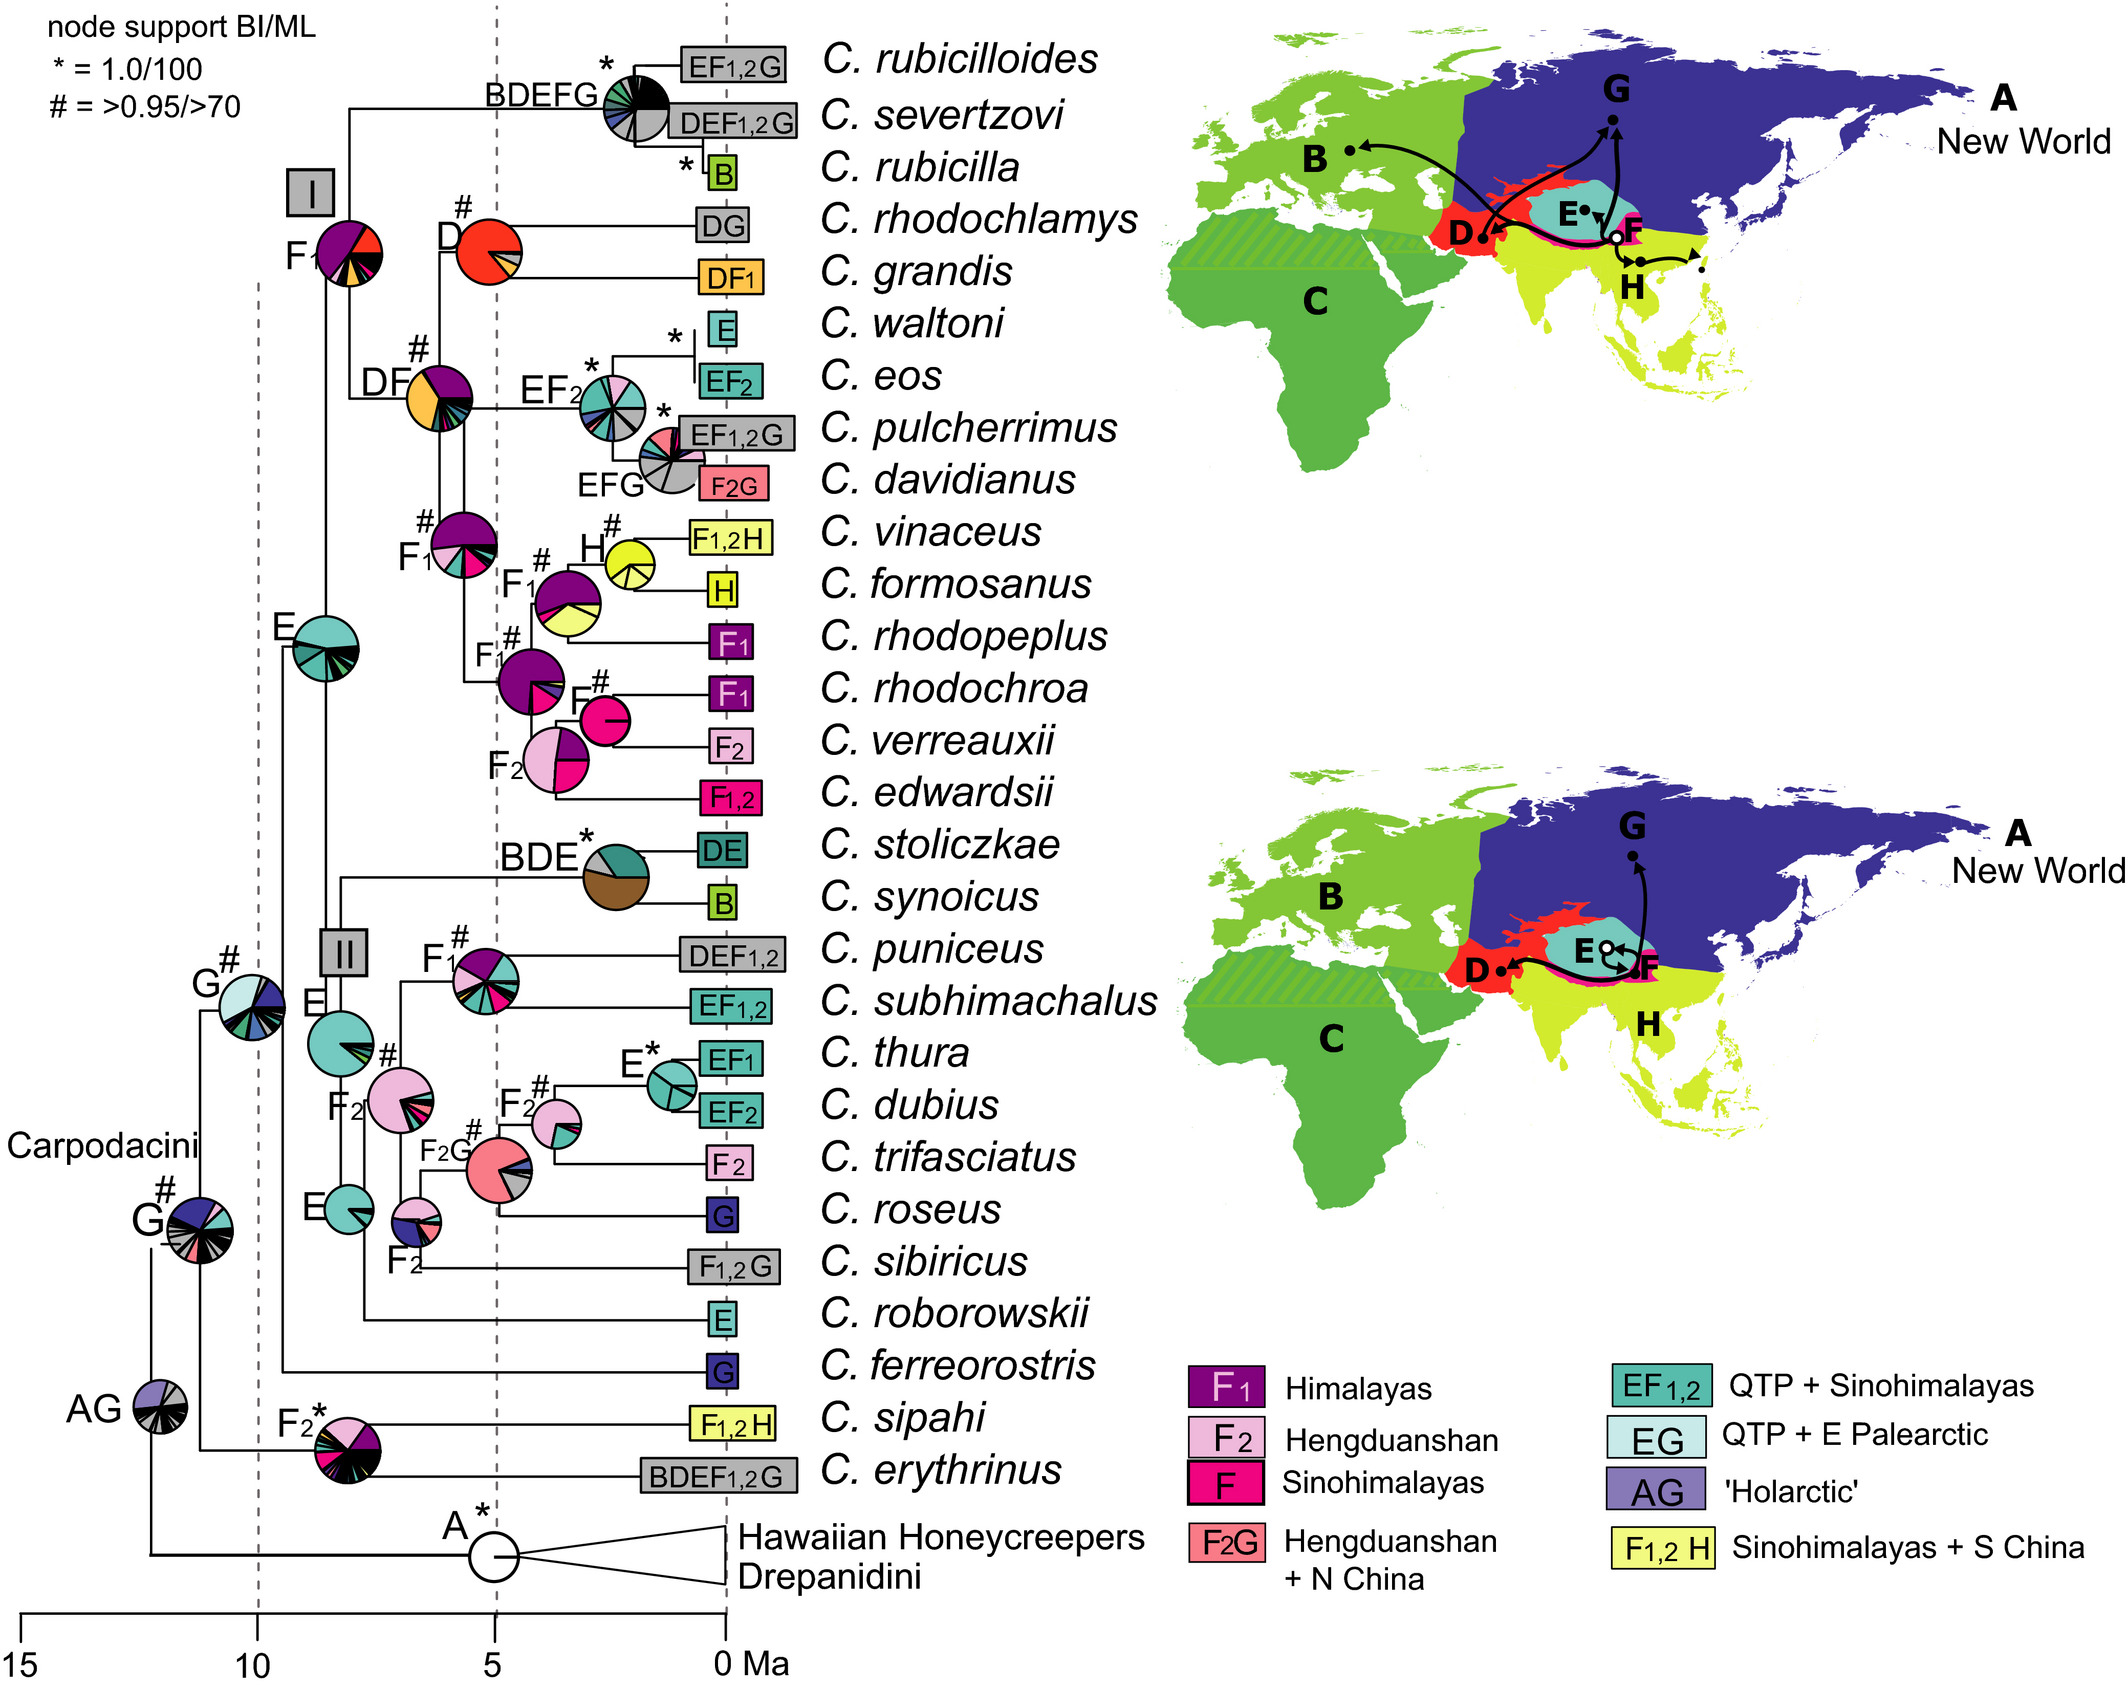 node support BI/ML
* = 1.0/100
# = >0.95/>70
* EF1,2G C. rubicilloides
BDEFG
DEF1,2G C. severtzovi
* B C. rubicilla
I
# DG C. rhodochlamys
D
F1
DF1 C. grandis
* E C. waltoni
#
DF
EF2 * EF2 C. eos
* EF1,2G C. pulcherrimus
EFG F2G C. davidianus
# F1
H # F1,2H C. vinaceus
F1 # H C. formosanus
F1 # F1 C. rhodopeplus
F # F1 C. rhodochroa
F2 F2 C. verreauxii
F1,2 C. edwardsii
E
BDE * DE C. stoliczkae
B C. synoicus
II
F1 # DEF1,2 C. puniceus
G #
E EF1,2 C. subhimachalus
# F2
E * EF1 C. thura
F2 # EF2 C. dubius
F2G # F2 C. trifasciatus
Carpodacini
# G
E G C. roseus
F2 F1,2 G C. sibiricus
E C. roborowskii
G C. ferreorostris
AG
F2 * F1,2 H C. sipahi
BDEF1,2G C. erythrinus
A *
Hawaiian Honeycreepers
Drepanidini
15 10 5 0 Ma
G
A
New World
B
E
F
D
H
C
G
A
New World
B
E
F
D
H
C
F1 Himalayas
F2 Hengduanshan
F Sinohimalayas
F2G Hengduanshan
+ N China
EF1,2 QTP + Sinohimalayas
EG QTP + E Palearctic
AG 'Holarctic'
F1,2 H Sinohimalayas + S China